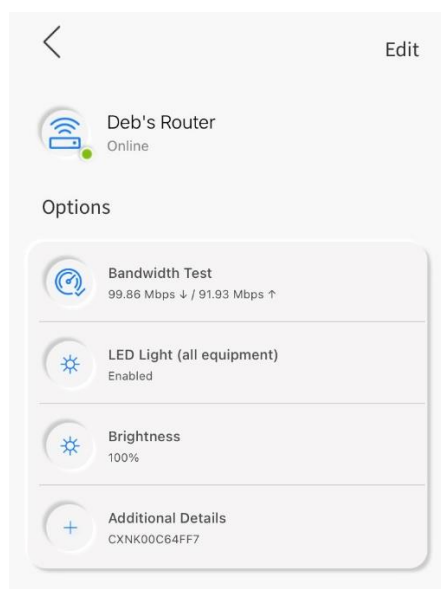 Edit
Deb's Router
Online
Options
Bandwidth Test
99.86 Mbps ↓ / 91.93 Mbps ↑
LED Light (all equipment)
Enabled
Brightness
100%
Additional Details
CXNK00C64FF7